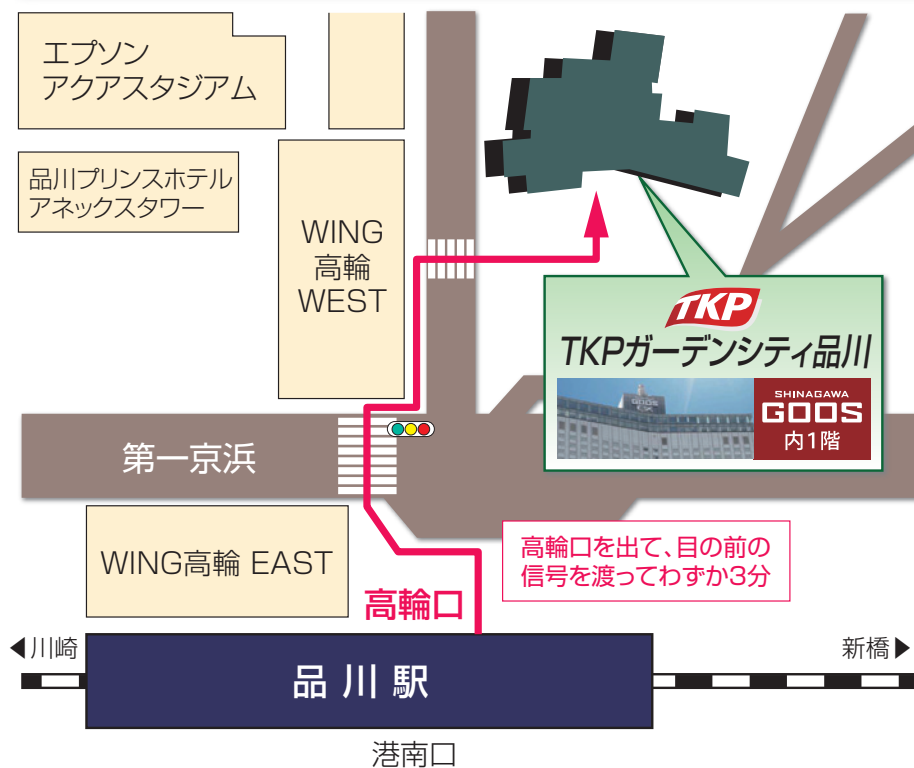 エプソン
アクアスタジアム
品川プリンスホテル
アネックスタワー
WING
高輪
WEST
TKP
TKPガーデンシティ品川
SHINAGAWA
GOOS
内1階
第一京浜
WING高輪 EAST
高輪口を出て、目の前の
信号を渡ってわずか3分
高輪口
◀川崎
新橋▶
品川駅
港南口